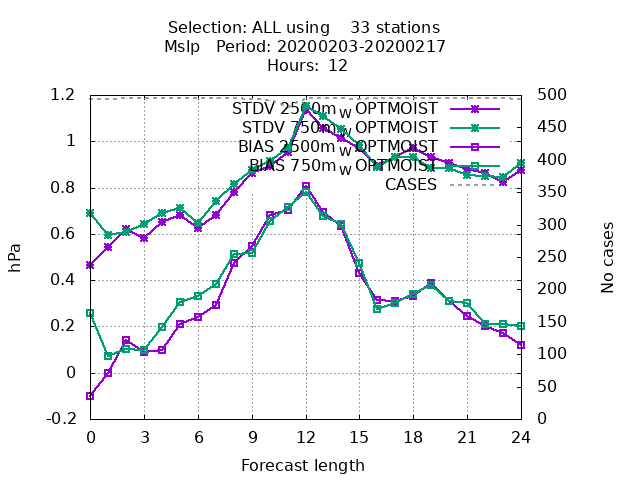 Selection: ALL using 33 stations
Mslp Period: 20200203-20200217
Hours: 12
STDV 2500m W OPTMOIST
STDV 750m W OPTMOIST
BIAS 2500m W OPTMOIST
BIAS 750m W OPTMOIST
CASES
1.2
1
0.8
0.6
0.4
0.2
0
-0.2
hPa
500
450
400
350
300
250
200
150
100
50
0
No cases
0 3 6 9 12 15 18 21 24
Forecast length